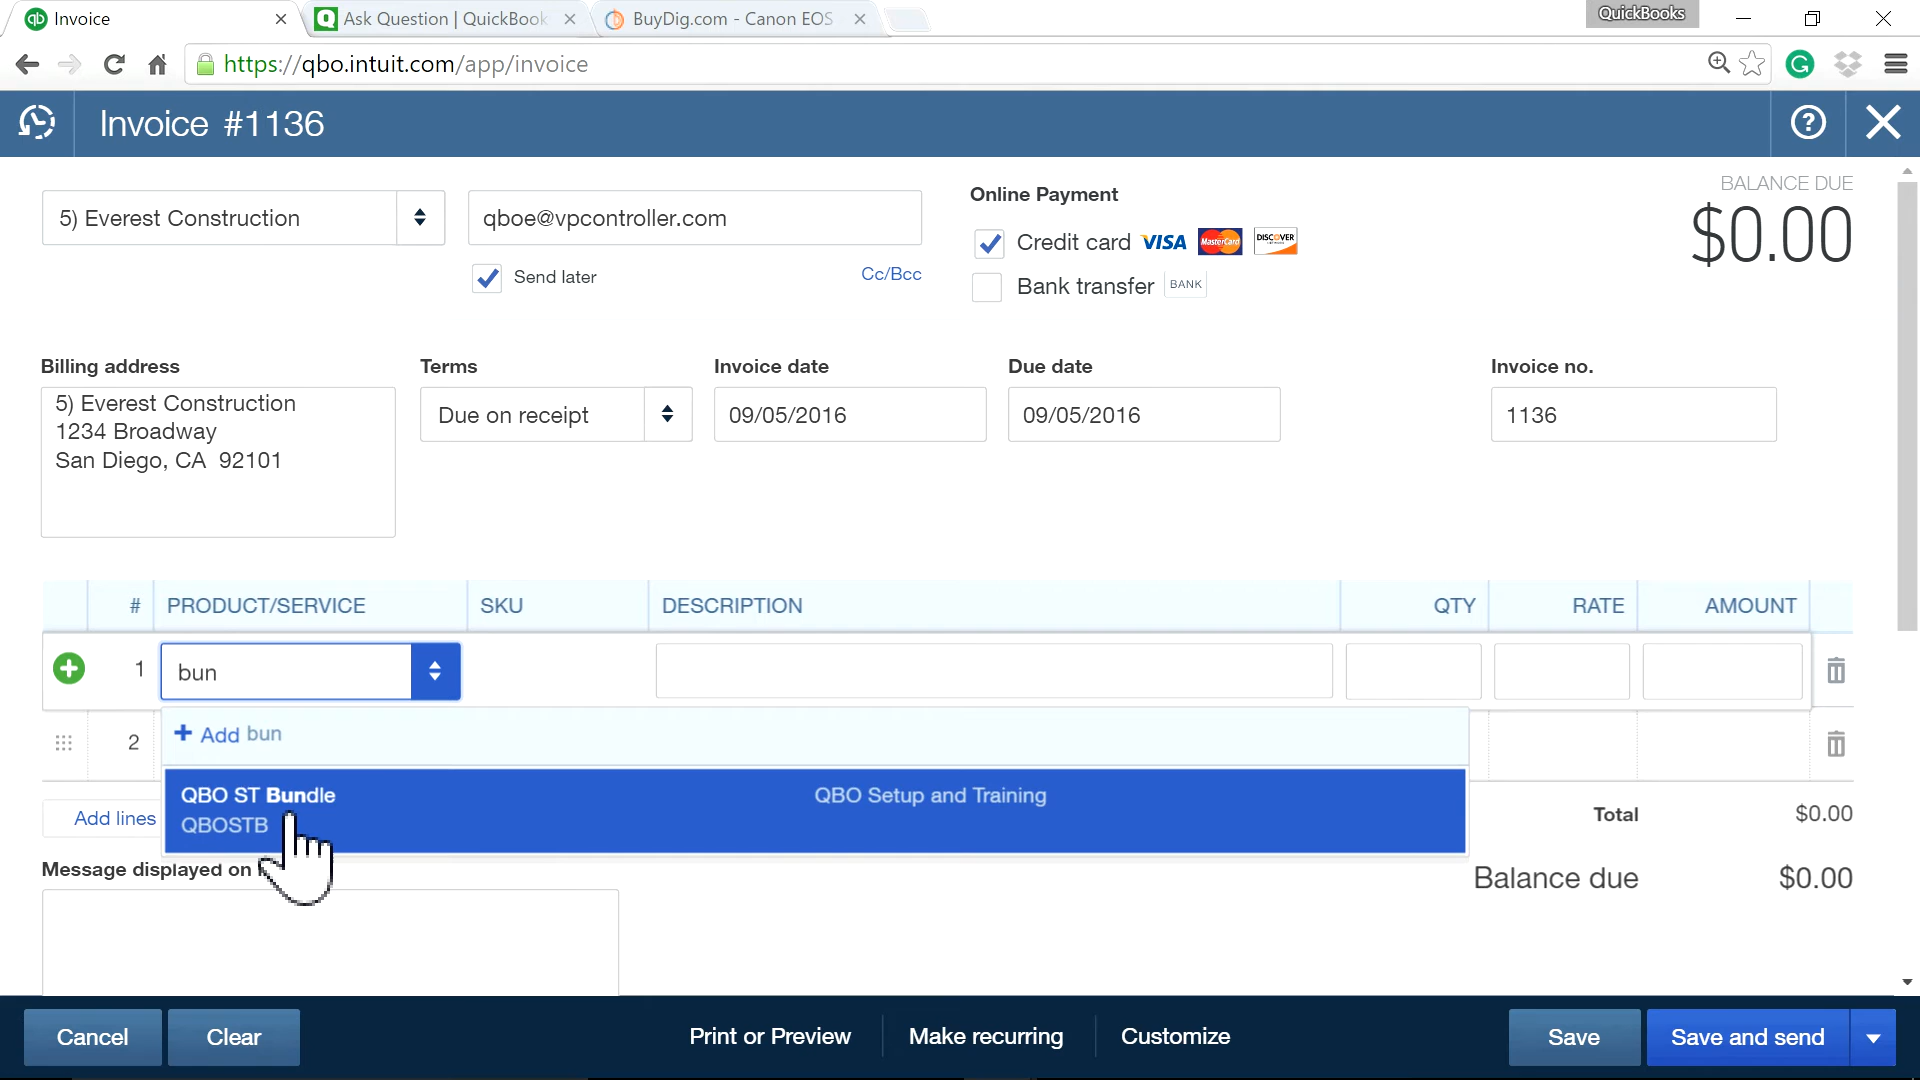 Invoice
Ask Question | QuickBook
BuyDig.com - Canon EOS
QuickBooks
https://qbo.intuit.com/app/invoice
Invoice #1136
BALANCE DUE
$0.00
5) Everest Construction
qboe@vpcontroller.com
Send later
Cc/Bcc
Online Payment
Credit card VISA MasterCard DISCOVER
Bank transfer BANK
Billing address
5) Everest Construction
1234 Broadway
San Diego, CA 92101
Terms
Due on receipt
Invoice date
09/05/2016
Due date
09/05/2016
Invoice no.
1136
# PRODUCT/SERVICE SKU DESCRIPTION QTY RATE AMOUNT
1 bun
2
+ Add bun
QBO ST Bundle QBO Setup and Training
QBOSTB
Add lines
Total $0.00
Balance due $0.00
Message displayed on
Cancel
Clear
Print or Preview
Make recurring
Customize
Save
Save and send